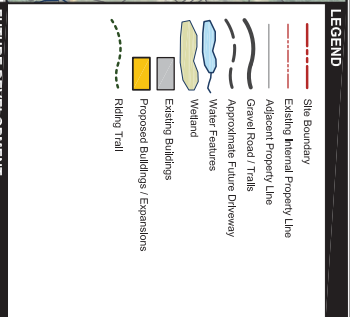 LEGEND
Site Boundary
Existing Internal Property Line
Adjacent Property Line
Gravel Road / Trails
Approximate Future Driveway
Water Features
Wetland
Existing Buildings
Proposed Buildings / Expansions
Riding Trail